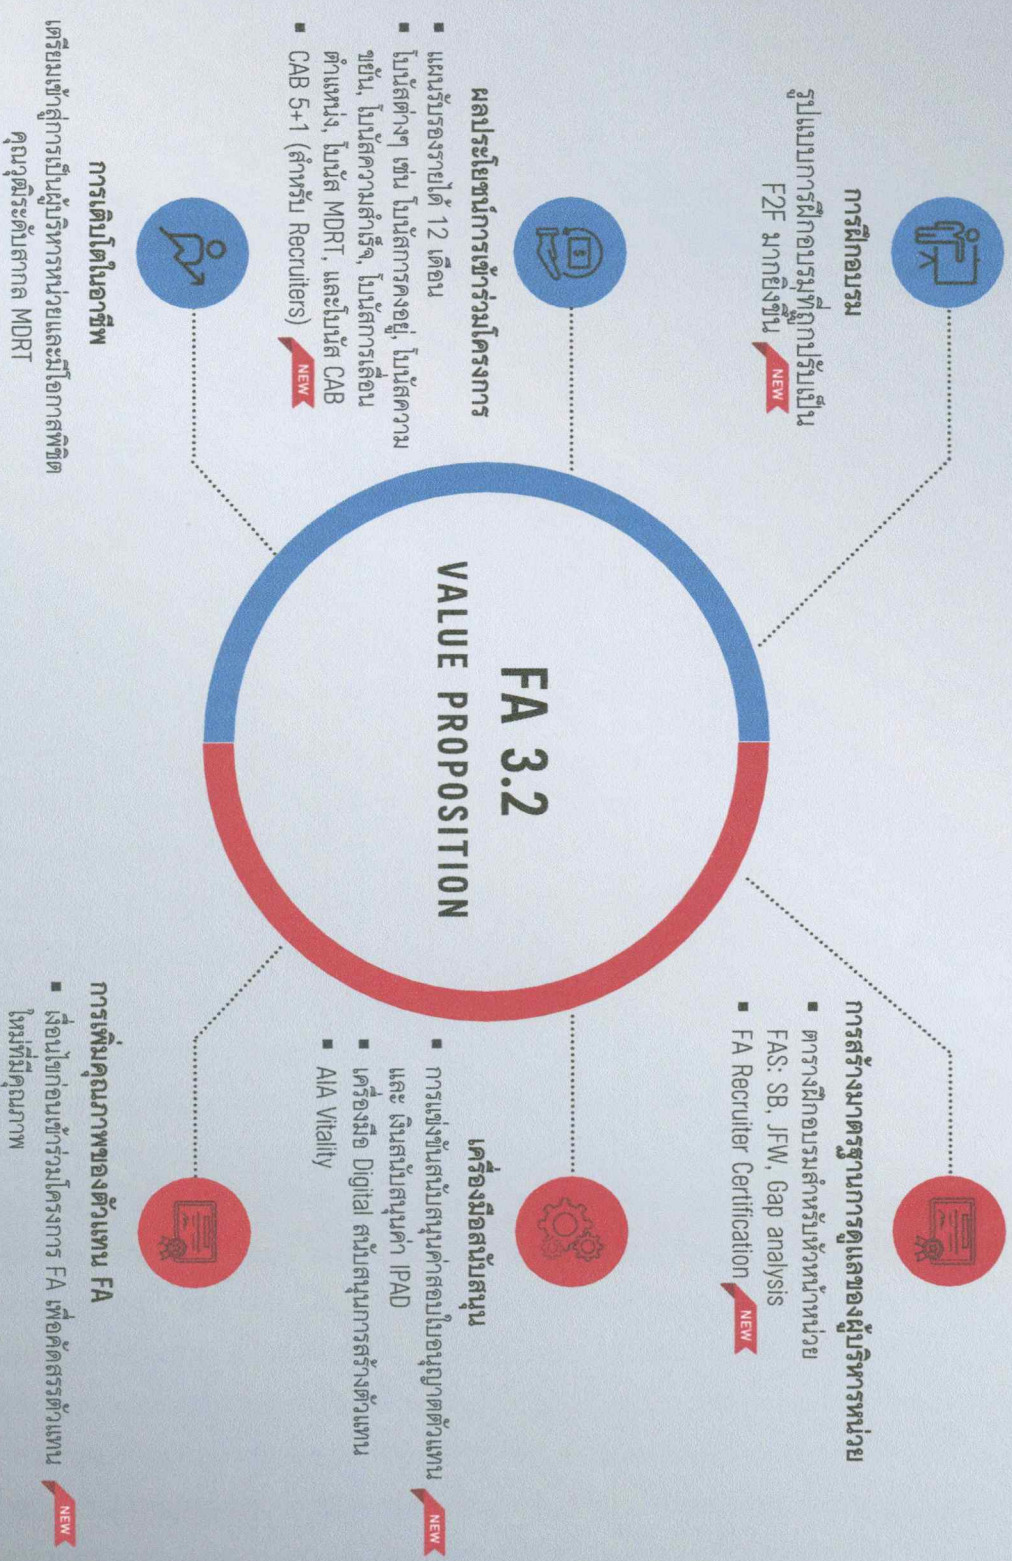 การฝึกอบรม
รูปแบบการฝึกอบรมที่ถูกปรับเป็น
F2F มากยิ่งขึ้น NEW
ผลประโยชน์การเข้าร่วมโครงการ
▪ แผนรับรองรายได้ 12 เดือน
▪ โบนัสต่างๆ เช่น โบนัสการคงอยู่, โบนัสความ
ขยัน, โบนัสความสำเร็จ, โบนัสการเลื่อน
ตำแหน่ง, โบนัส MDRT, และโบนัส CAB
▪ CAB 5+1 (สำหรับ Recruiters) NEW
การเติบโตในอาชีพ
เตรียมเข้าสู่การเป็นผู้บริหารหน่วยและมีโอกาสพิชิต
คุณวุฒิระดับสากล MDRT
FA 3.2
VALUE PROPOSITION
การสร้างมาตรฐานการดูแลของผู้บริหารหน่วย
▪ ตารางฝึกอบรมสำหรับหัวหน้าหน่วย
FAS: SB, JFW, Gap analysis
▪ FA Recruiter Certification NEW
เครื่องมือสนับสนุน
▪ การแข่งขันสนับสนุนค่าสอบใบอนุญาตตัวแทน
และ เงินสนับสนุนค่า IPAD NEW
▪ เครื่องมือ Digital สนับสนุนการสร้างตัวแทน
▪ AIA Vitality
การเพิ่มคุณภาพของตัวแทน FA
▪ เงื่อนไขก่อนเข้าร่วมโครงการ FA เพื่อคัดสรรตัวแทน
ใหม่ที่มีคุณภาพ NEW